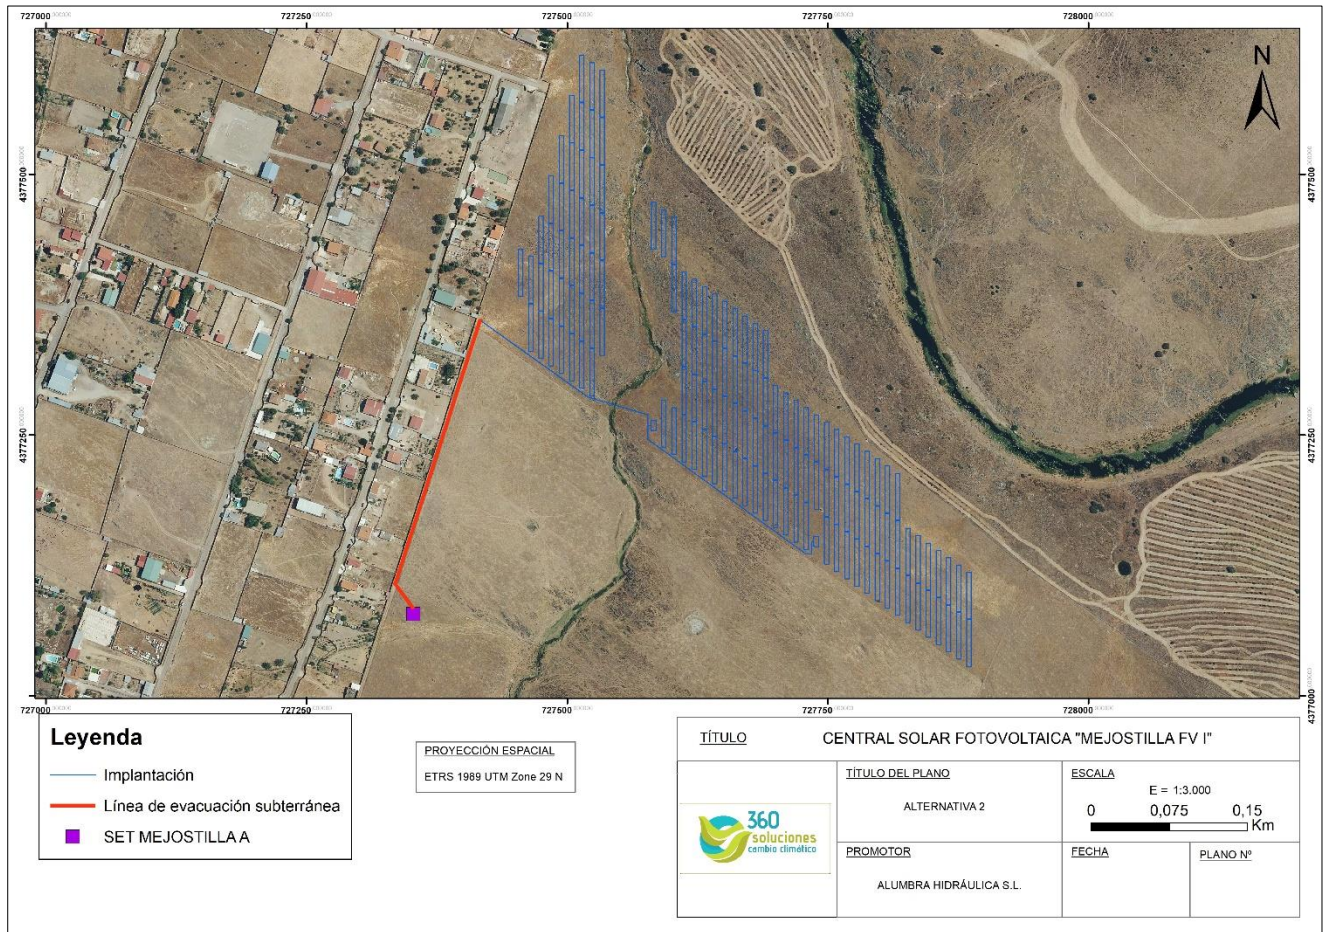 727000
727250
727500
727750
728000
N
4377500
4377500
4377250
4377250
4377000
4377000
727000
727250
727500
727750
728000
Leyenda
Implantación
Línea de evacuación subterránea
SET MEJOSTILLA A
PROYECCIÓN ESPACIAL
ETRS 1989 UTM Zone 29 N
TÍTULO
CENTRAL SOLAR FOTOVOLTAICA "MEJOSTILLA FV I"
360
soluciones
cambio climático
TÍTULO DEL PLANO
ALTERNATIVA 2
ESCALA
E = 1:3.000
0 0,075 0,15
Km
PROMOTOR
ALUMBRA HIDRÁULICA S.L.
FECHA
PLANO Nº